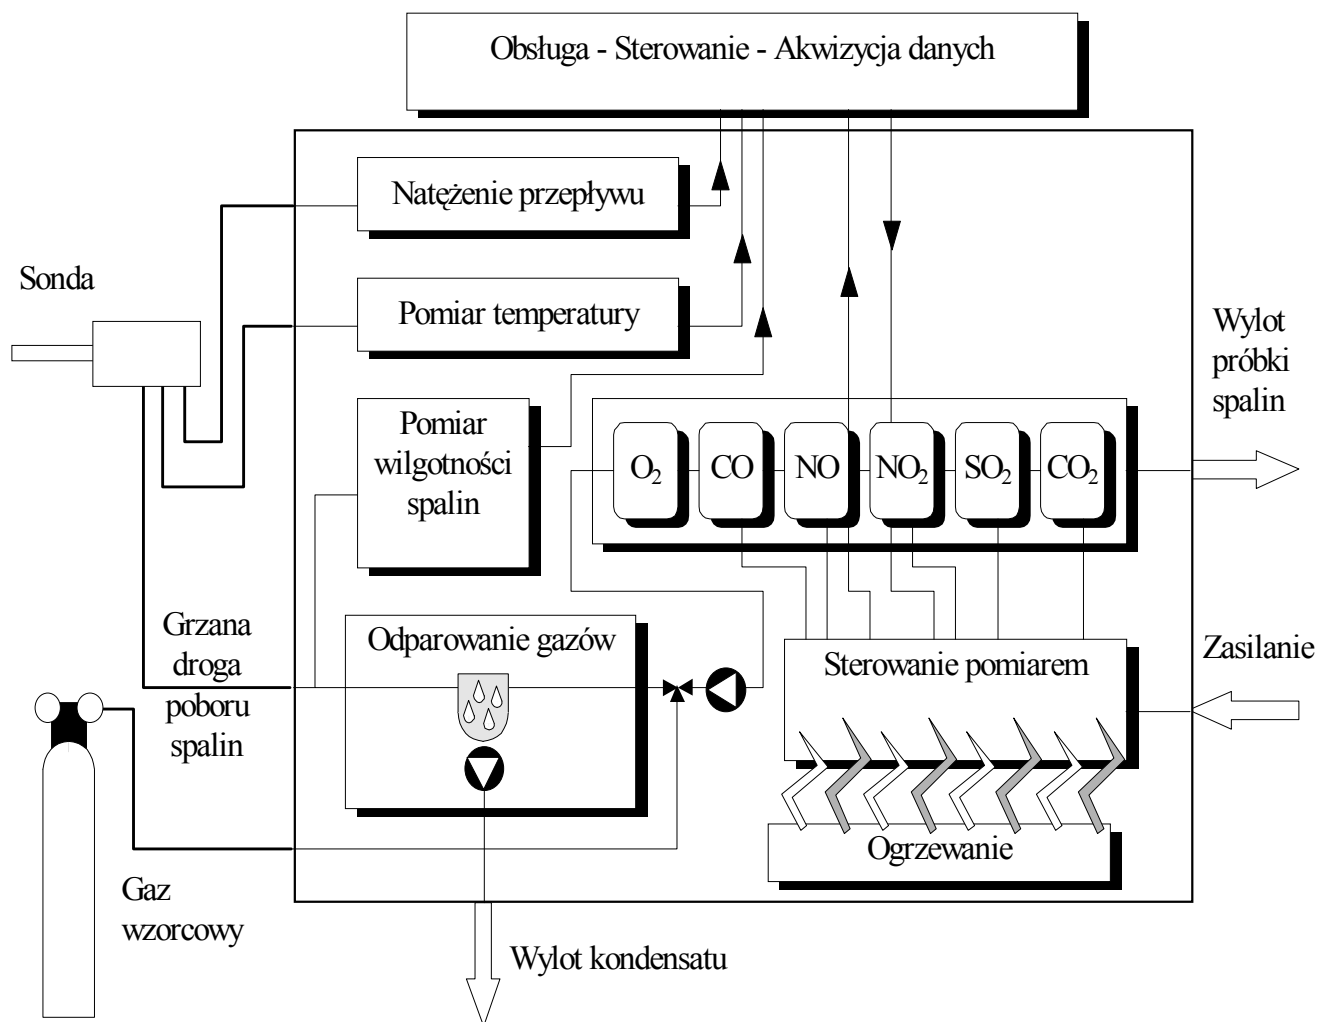 Obsługa - Sterowanie - Akwizycja danych
Natężenie przepływu
Sonda
Pomiar temperatury
Wylot
próbki
spalin
Pomiar
wilgotności
spalin
O2 CO NO NO2 SO2 CO2
Grzana
droga
poboru
spalin
Odparowanie gazów
Sterowanie pomiarem
Zasilanie
Ogrzewanie
Gaz
wzorcowy
Wylot kondensatu